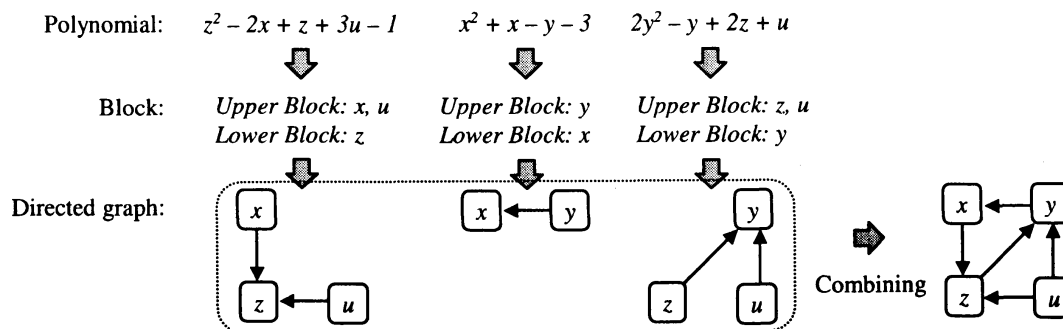 Polynomial: z² – 2x + z + 3u – 1 x² + x – y – 3 2y² – y + 2z + u
Block: Upper Block: x, u Upper Block: y Upper Block: z, u
Lower Block: z Lower Block: x Lower Block: y
Directed graph: x x y y x y
z u z u Combining z u